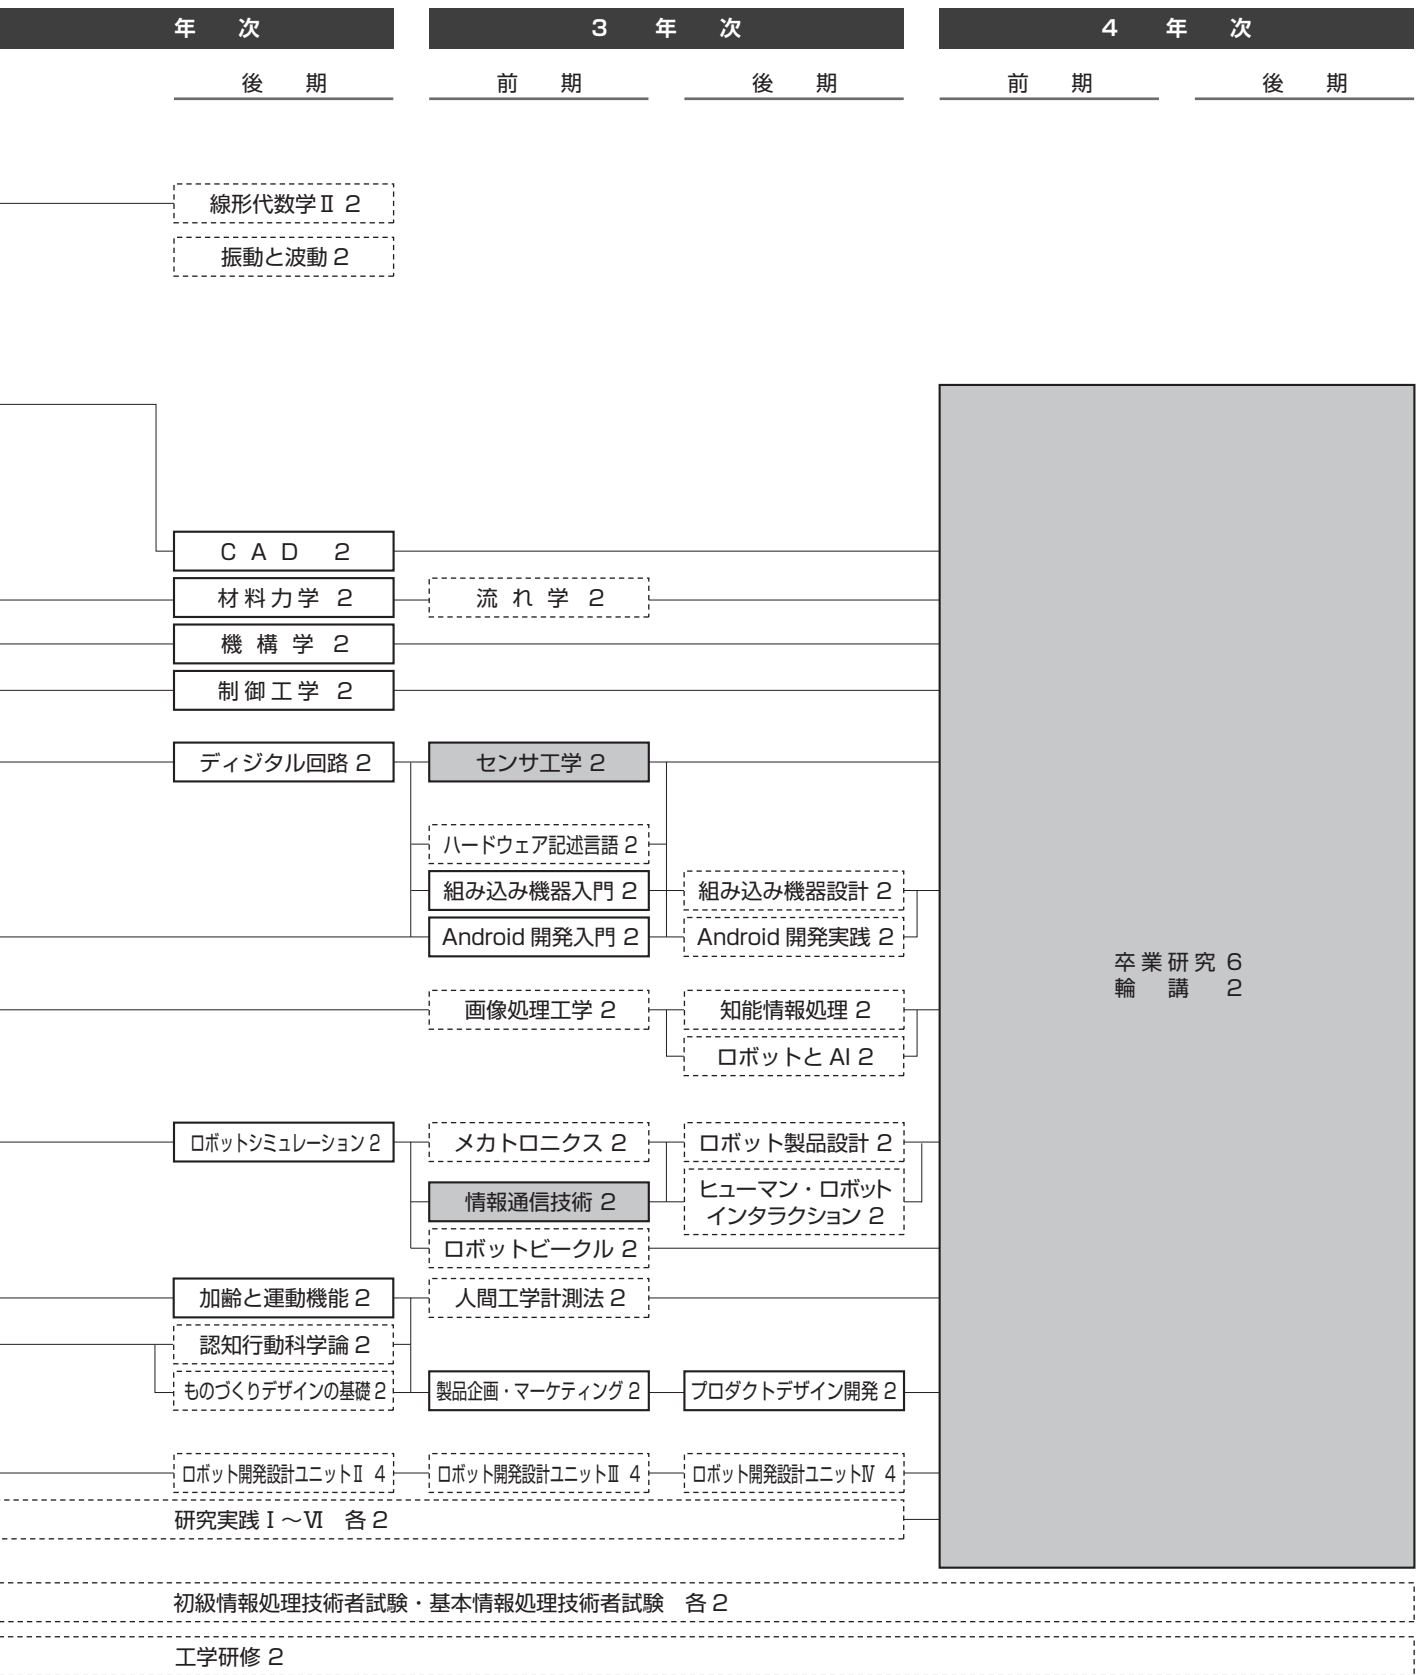 年 次
3 年 次
4 年 次
後 期
前 期
後 期
前 期
後 期
線形代数学Ⅱ 2
振動と波動 2
CAD 2
材料力学 2
流れ学 2
機構学 2
制御工学 2
ディジタル回路 2
センサ工学 2
ハードウェア記述言語 2
組み込み機器入門 2
組み込み機器設計 2
Android 開発入門 2
Android 開発実践 2
卒業研究 6
輪講 2
画像処理工学 2
知能情報処理 2
ロボットと AI 2
ロボットシミュレーション 2
メカトロニクス 2
ロボット製品設計 2
情報通信技術 2
ヒューマン・ロボット
インタラクション 2
ロボットビークル 2
加齢と運動機能 2
人間工学計測法 2
認知行動科学論 2
ものづくりデザインの基礎 2
製品企画・マーケティング 2
プロダクトデザイン開発 2
ロボット開発設計ユニットⅡ 4
ロボット開発設計ユニットⅢ 4
ロボット開発設計ユニットⅣ 4
研究実践Ⅰ～Ⅵ 各 2
初級情報処理技術者試験・基本情報処理技術者試験 各 2
工学研修 2